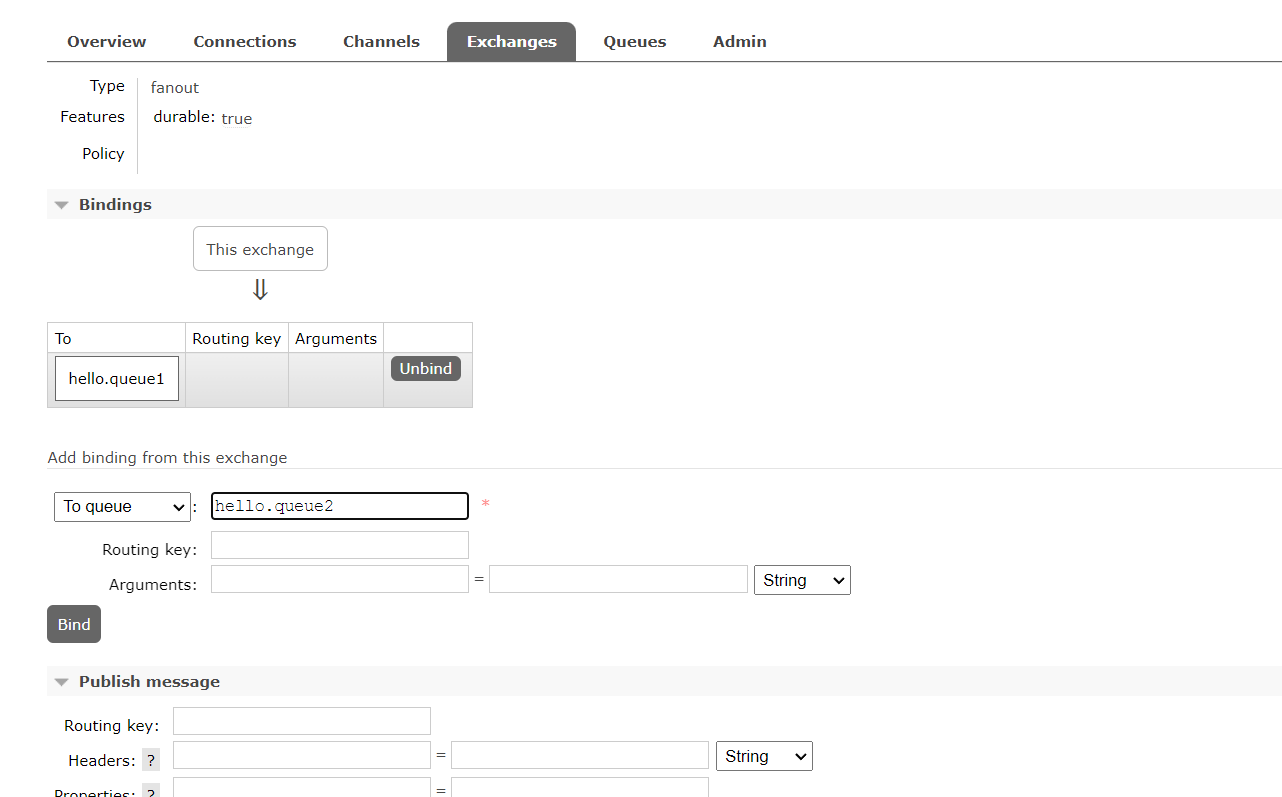 Overview Connections Channels Exchanges Queues Admin
Type fanout
Features durable: true
Policy
Bindings
This exchange
⇓
To Routing key Arguments
hello.queue1 Unbind
Add binding from this exchange
To queue : hello.queue2 *
Routing key:
Arguments: = String
Bind
Publish message
Routing key:
Headers: ? = String
Properties: ? =